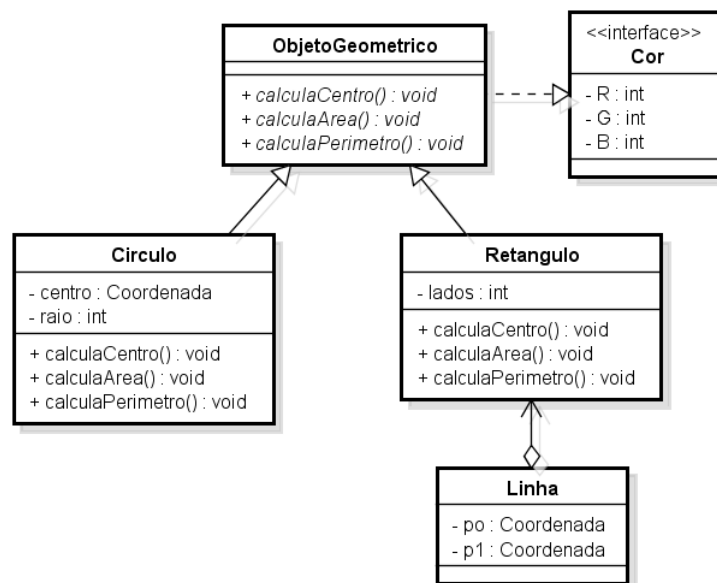 ObjetoGeometrico
+ calculaCentro() : void
+ calculaArea() : void
+ calculaPerimetro() : void
<<interface>>
Cor
- R : int
- G : int
- B : int
Circulo
- centro : Coordenada
- raio : int
+ calculaCentro() : void
+ calculaArea() : void
+ calculaPerimetro() : void
Retangulo
- lados : int
+ calculaCentro() : void
+ calculaArea() : void
+ calculaPerimetro() : void
Linha
- po : Coordenada
- p1 : Coordenada